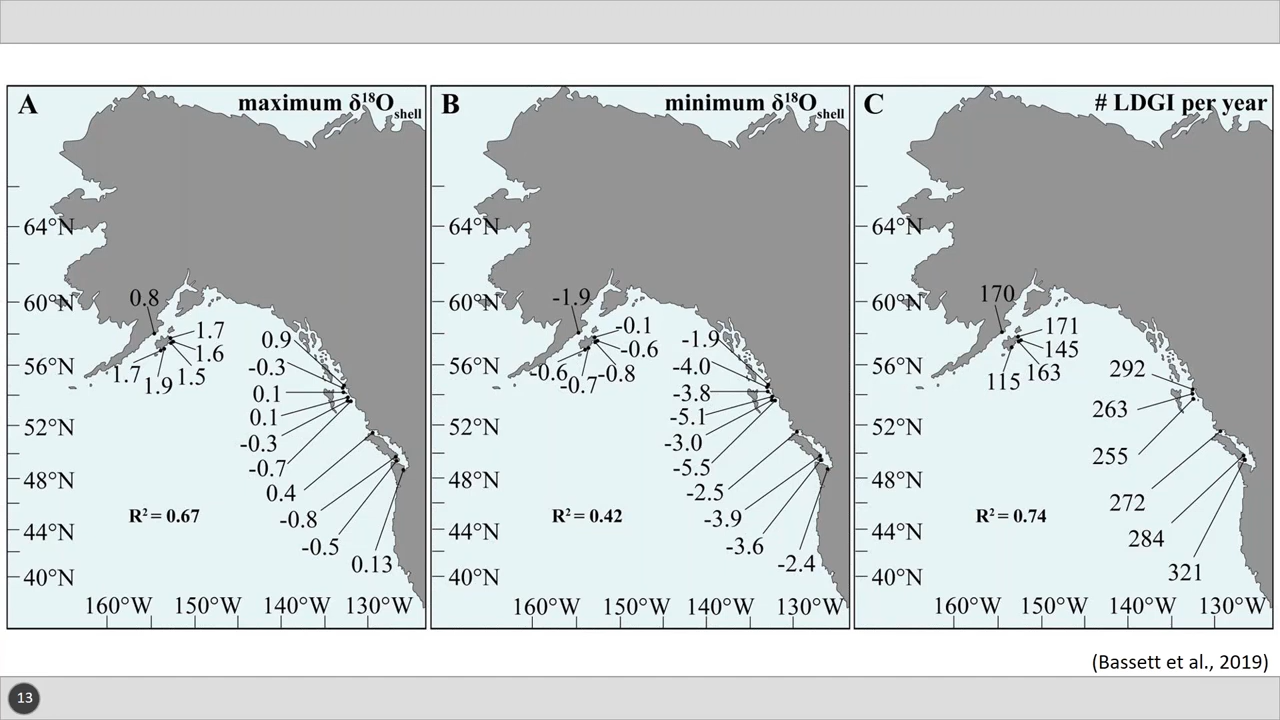 A maximum δ¹⁸O shell
64°N
60°N
56°N
52°N
48°N
44°N
40°N
0.8
1.7
1.6
1.5
1.9
1.7
0.9
-0.3
0.1
0.1
-0.3
-0.7
0.4
-0.8
-0.5
0.13
R² = 0.67
160°W 150°W 140°W 130°W
B minimum δ¹⁸O shell
64°N
60°N
56°N
52°N
48°N
44°N
40°N
-1.9
-0.1
-0.6
-0.8
-0.7
-0.6
-1.9
-4.0
-3.8
-5.1
-3.0
-5.5
-2.5
-3.9
-3.6
-2.4
R² = 0.42
160°W 150°W 140°W 130°W
C # LDGI per year
64°N
60°N
56°N
52°N
48°N
44°N
40°N
170
171
145
163
115
292
263
255
272
284
321
R² = 0.74
160°W 150°W 140°W 130°W
(Bassett et al., 2019)
13